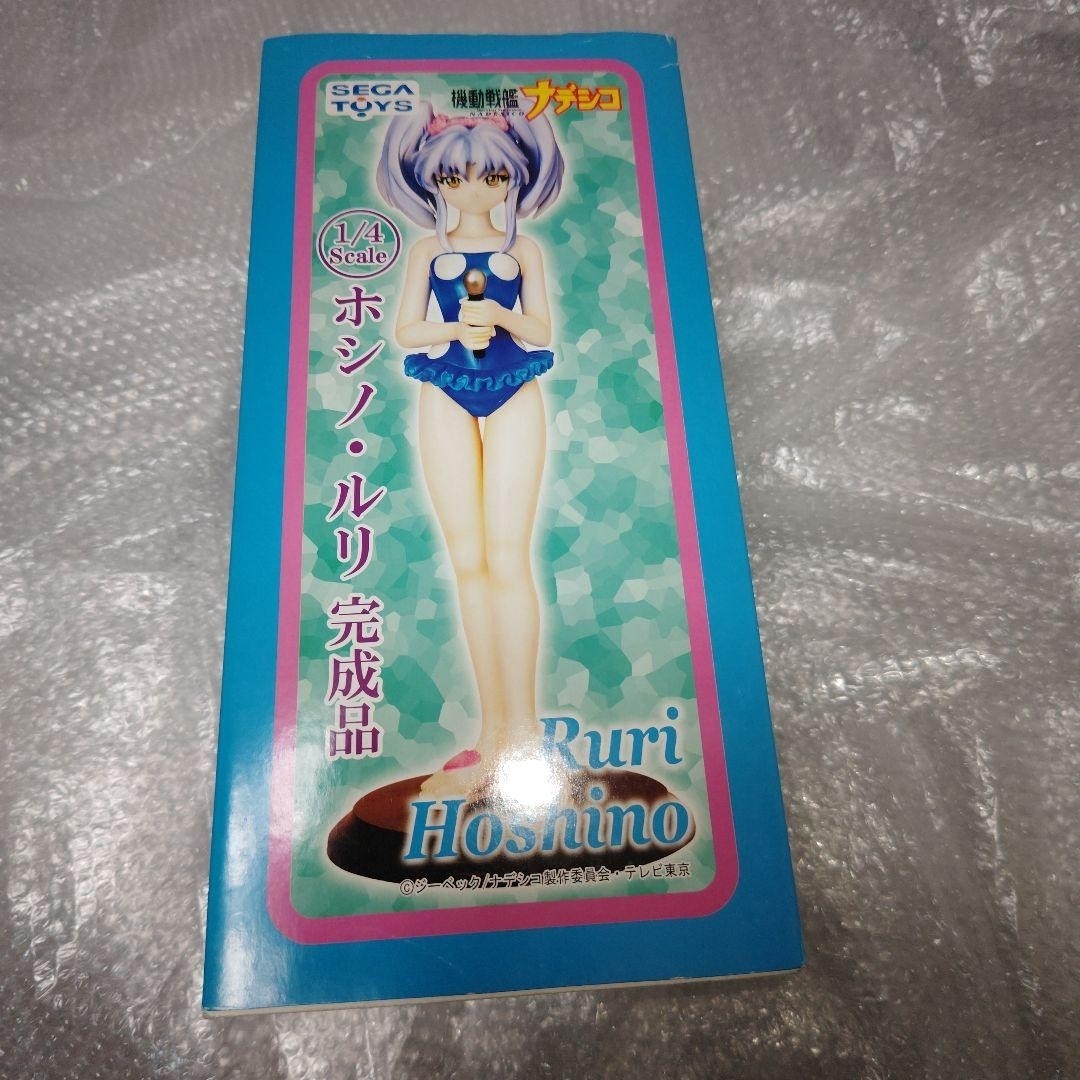 SEGA
TOYS
機動戦艦
ナデシコ
NADESICO
1/4
Scale
ホシノ・ルリ 完成品
Ruri
Hoshino
©ジーベック/ナデシコ製作委員会・テレビ東京